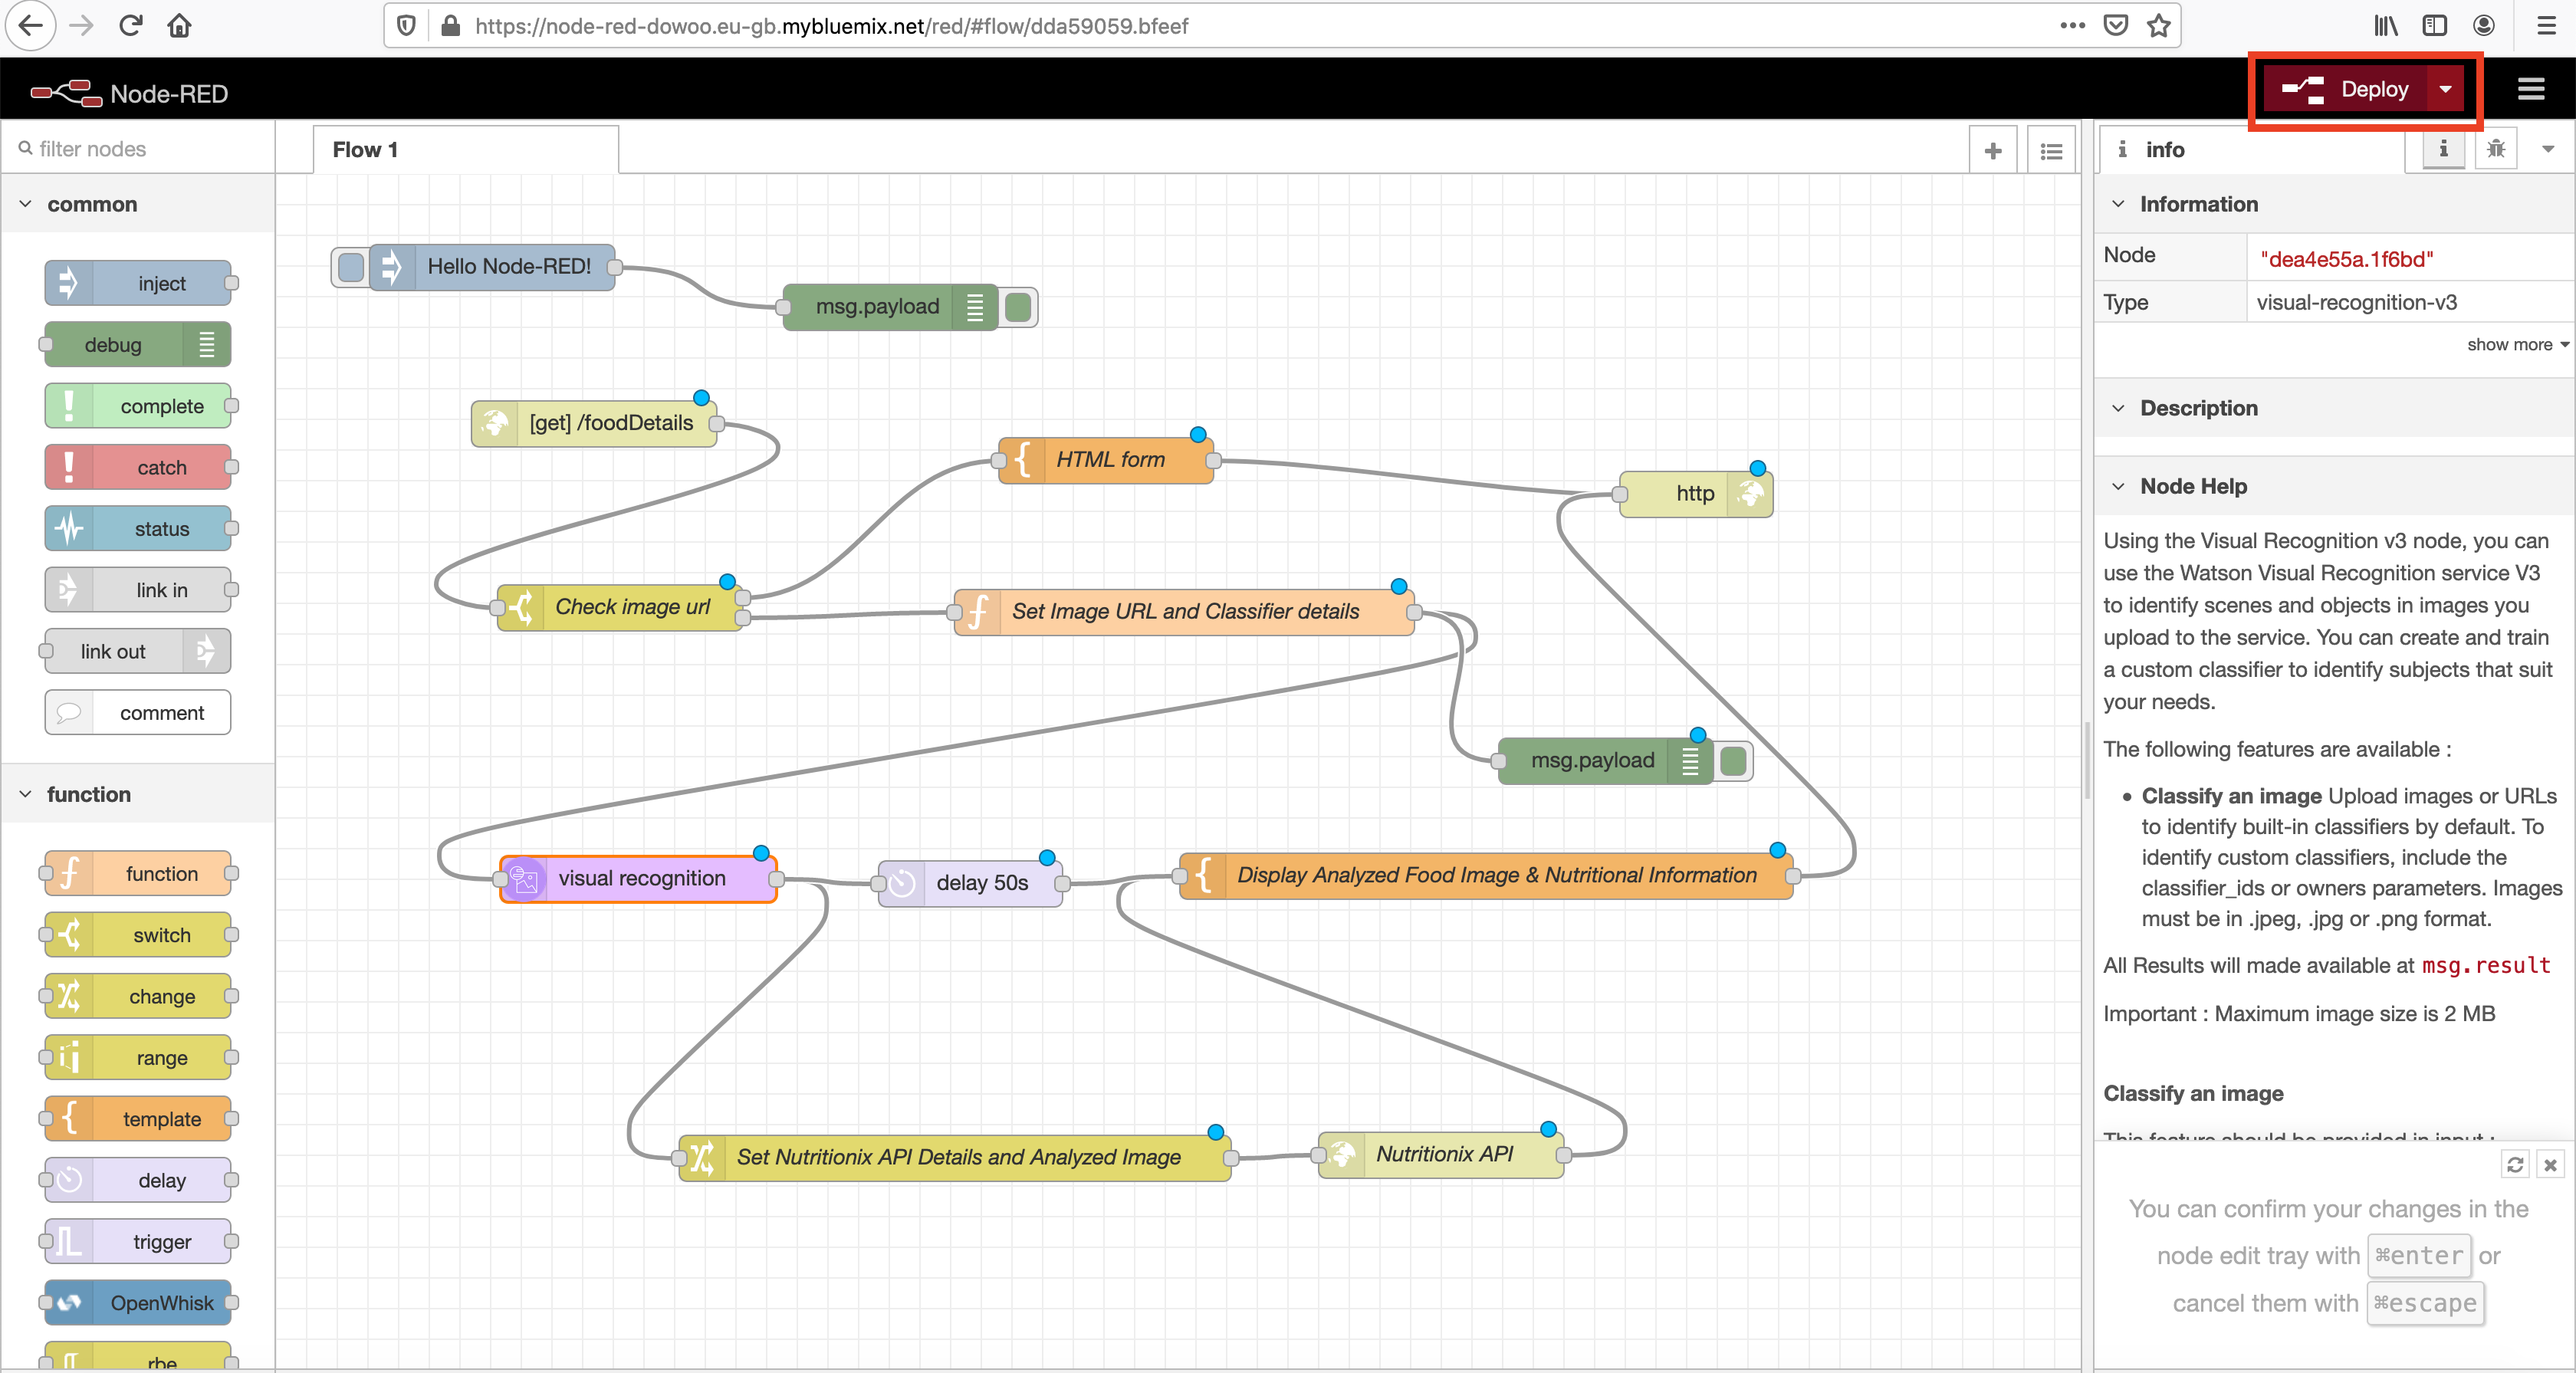 https://node-red-dowoo.eu-gb.mybluemix.net/red/#flow/dda59059.bfeef
Node-RED
Deploy
filter nodes
Flow 1
i info
i
common
inject
debug
complete
catch
status
link in
link out
comment
function
function
switch
change
range
template
delay
trigger
OpenWhisk
rbe
Hello Node-RED!
msg.payload
[get] /foodDetails
HTML form
http
Check image url
Set Image URL and Classifier details
msg.payload
visual recognition
delay 50s
Display Analyzed Food Image & Nutritional Information
Set Nutritionix API Details and Analyzed Image
Nutritionix API
Information
Node "dea4e55a.1f6bd"
Type visual-recognition-v3
show more
Description
Node Help
Using the Visual Recognition v3 node, you can
use the Watson Visual Recognition service V3
to identify scenes and objects in images you
upload to the service. You can create and train
a custom classifier to identify subjects that suit
your needs.
The following features are available :
• Classify an image Upload images or URLs
to identify built-in classifiers by default. To
identify custom classifiers, include the
classifier_ids or owners parameters. Images
must be in .jpeg, .jpg or .png format.
All Results will made available at msg.result
Important : Maximum image size is 2 MB
Classify an image
This feature should be provided in input :
You can confirm your changes in the
node edit tray with ⌘enter or
cancel them with ⌘escape